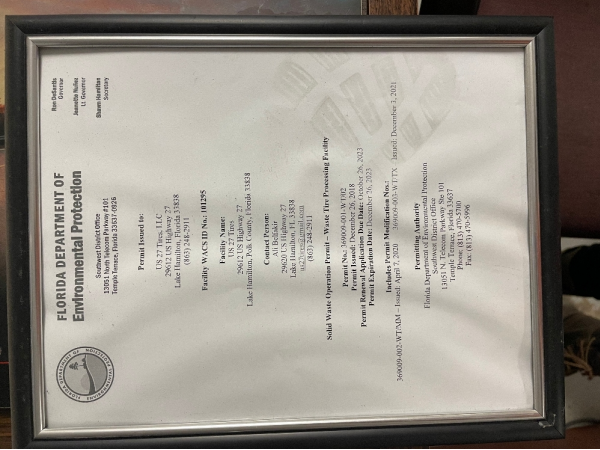 FLORIDA DEPARTMENT OF
Environmental Protection
Southwest District Office
13051 North Telecom Parkway #101
Temple Terrace, Florida 33637-0926
Ron DeSantis
Governor
Jeanette Nuñez
Lt. Governor
Shawn Hamilton
Secretary
Permit Issued to:
US 27 Tires, LLC
29612 US Highway 27
Lake Hamilton, Florida 33838
(863) 248-2911
Facility WACS ID No.: 101295
Facility Name:
US 27 Tires
29612 US Highway 27
Lake Hamilton, Polk County, Florida 33838
Contact Person:
Ali
29620 US Highway 27
Lake Hamilton, Fl 33838
(863) 248-2911
Solid Waste Operation Permit – Waste Tire Processing Facility
Permit No.: 369009-001-WT/02
Permit Issued: December 26, 2018
Permit Renewal Application Due Date: October 26, 2023
Permit Expiration Date: December 26, 2023
Includes Permit Modification Nos.:
369009-002-WT/MM – Issued: April 7, 2020 369009-003-WT/TX – Issued: December 3, 2021
Permitting Authority
Florida Department of Environmental Protection
Southwest District Office
13051 N. Telecom Parkway Ste 101
Temple Terrace, Florida 33637
Phone: (813) 470-5700
Fax: (813) 470-5996